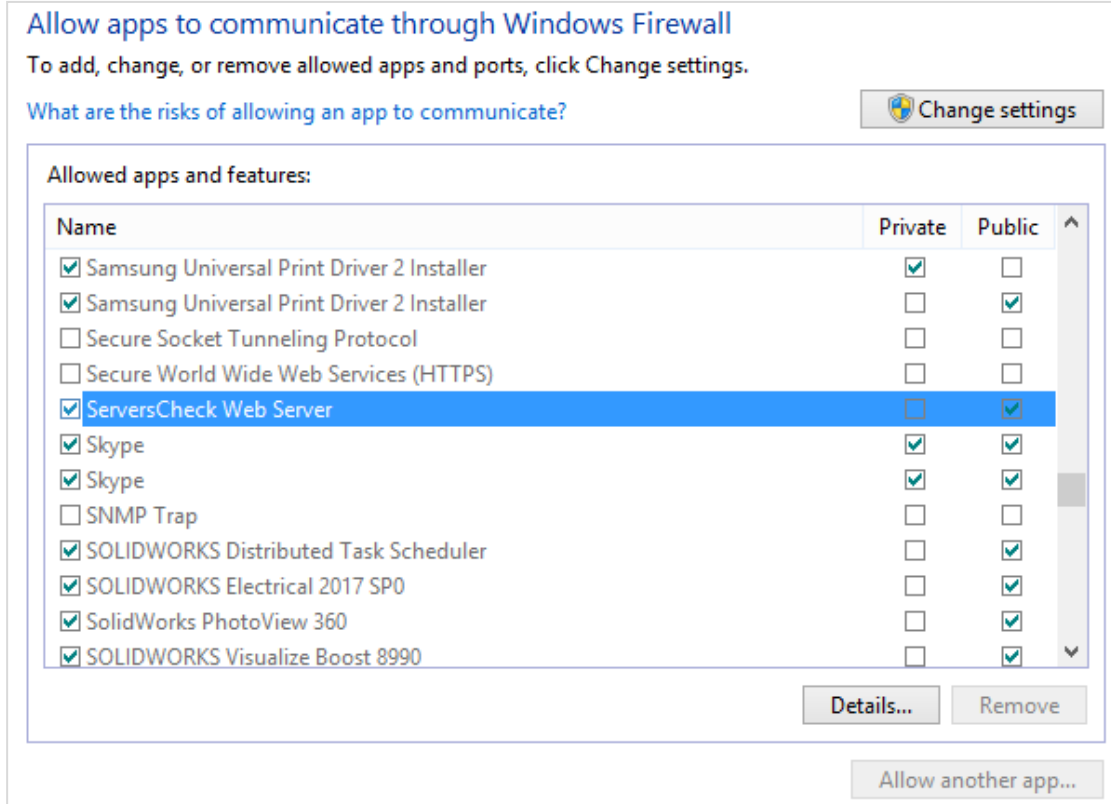 Allow apps to communicate through Windows Firewall
To add, change, or remove allowed apps and ports, click Change settings.
What are the risks of allowing an app to communicate?
Change settings
Allowed apps and features:
Name Private Public
Samsung Universal Print Driver 2 Installer
Samsung Universal Print Driver 2 Installer
Secure Socket Tunneling Protocol
Secure World Wide Web Services (HTTPS)
ServersCheck Web Server
Skype
Skype
SNMP Trap
SOLIDWORKS Distributed Task Scheduler
SOLIDWORKS Electrical 2017 SP0
SolidWorks PhotoView 360
SOLIDWORKS Visualize Boost 8990
Details... Remove
Allow another app...